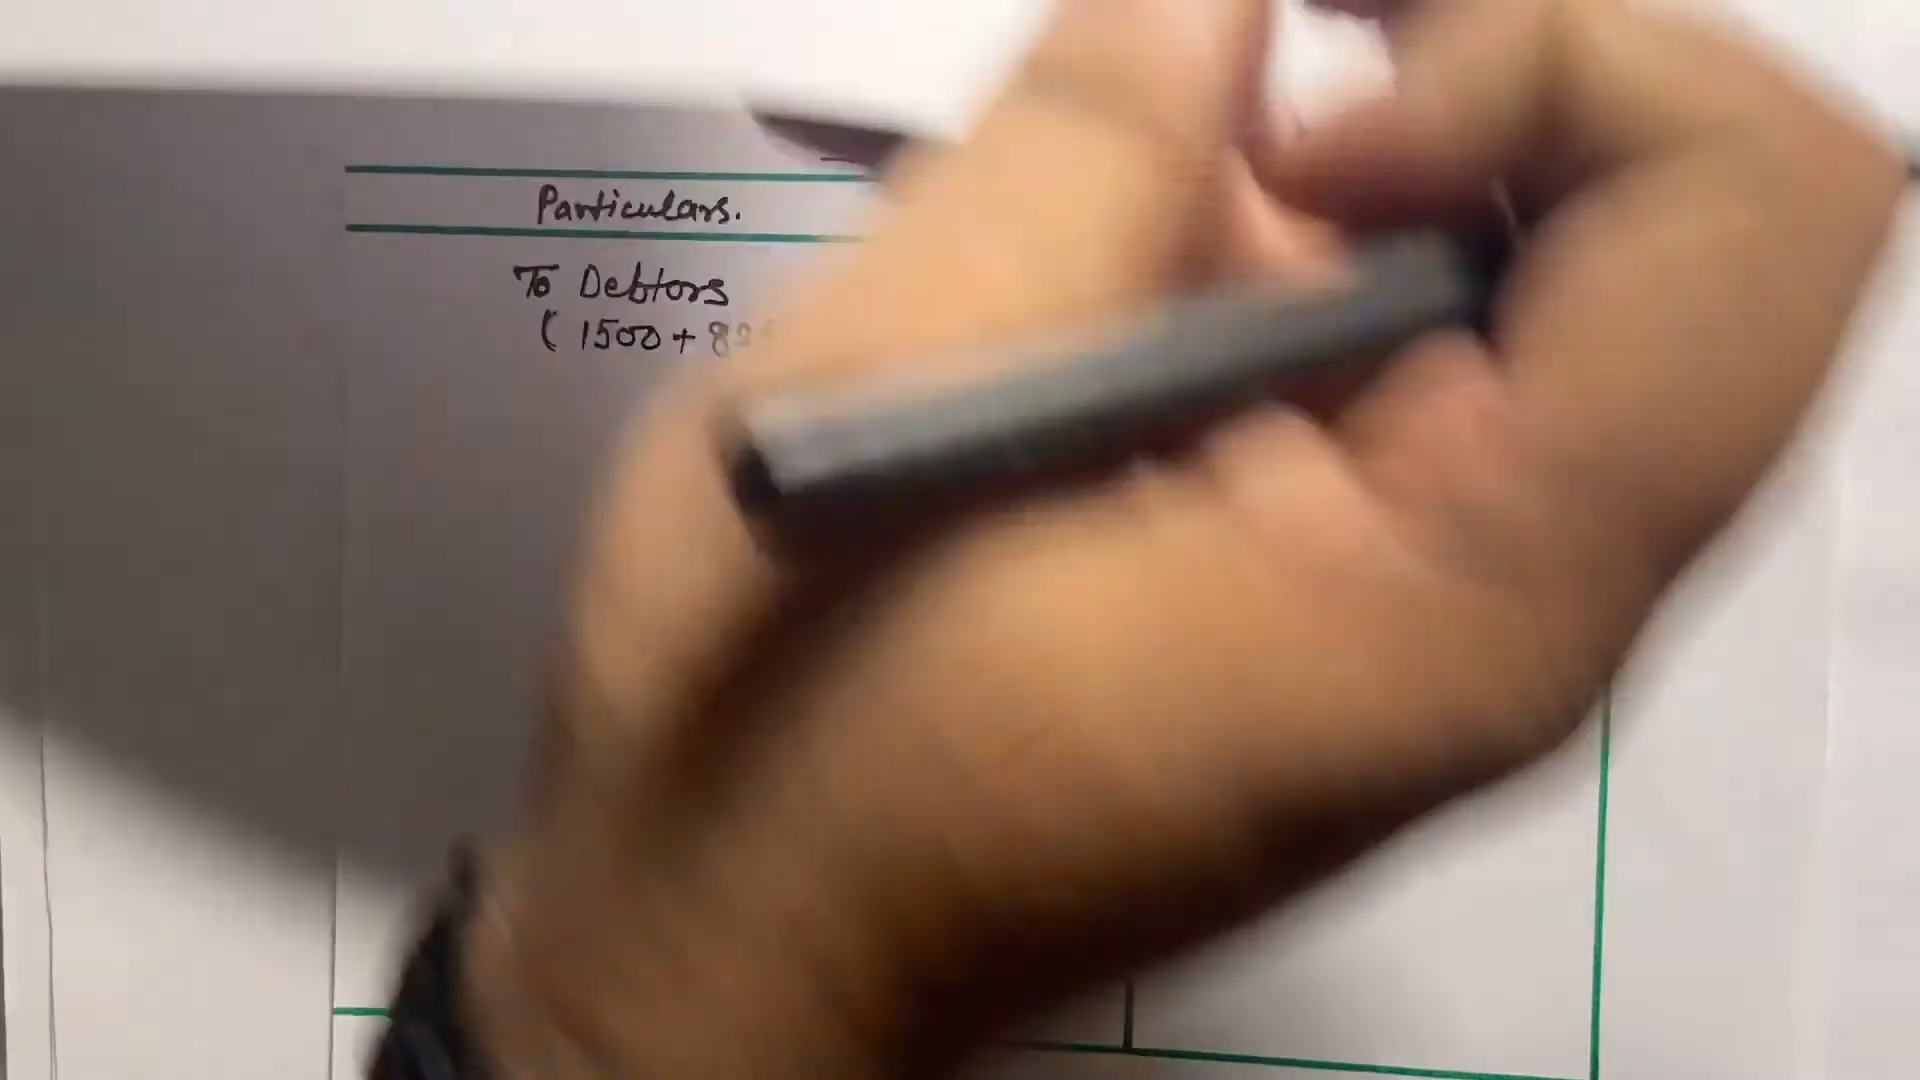 Particulars.
To Debtors
( 1500 +